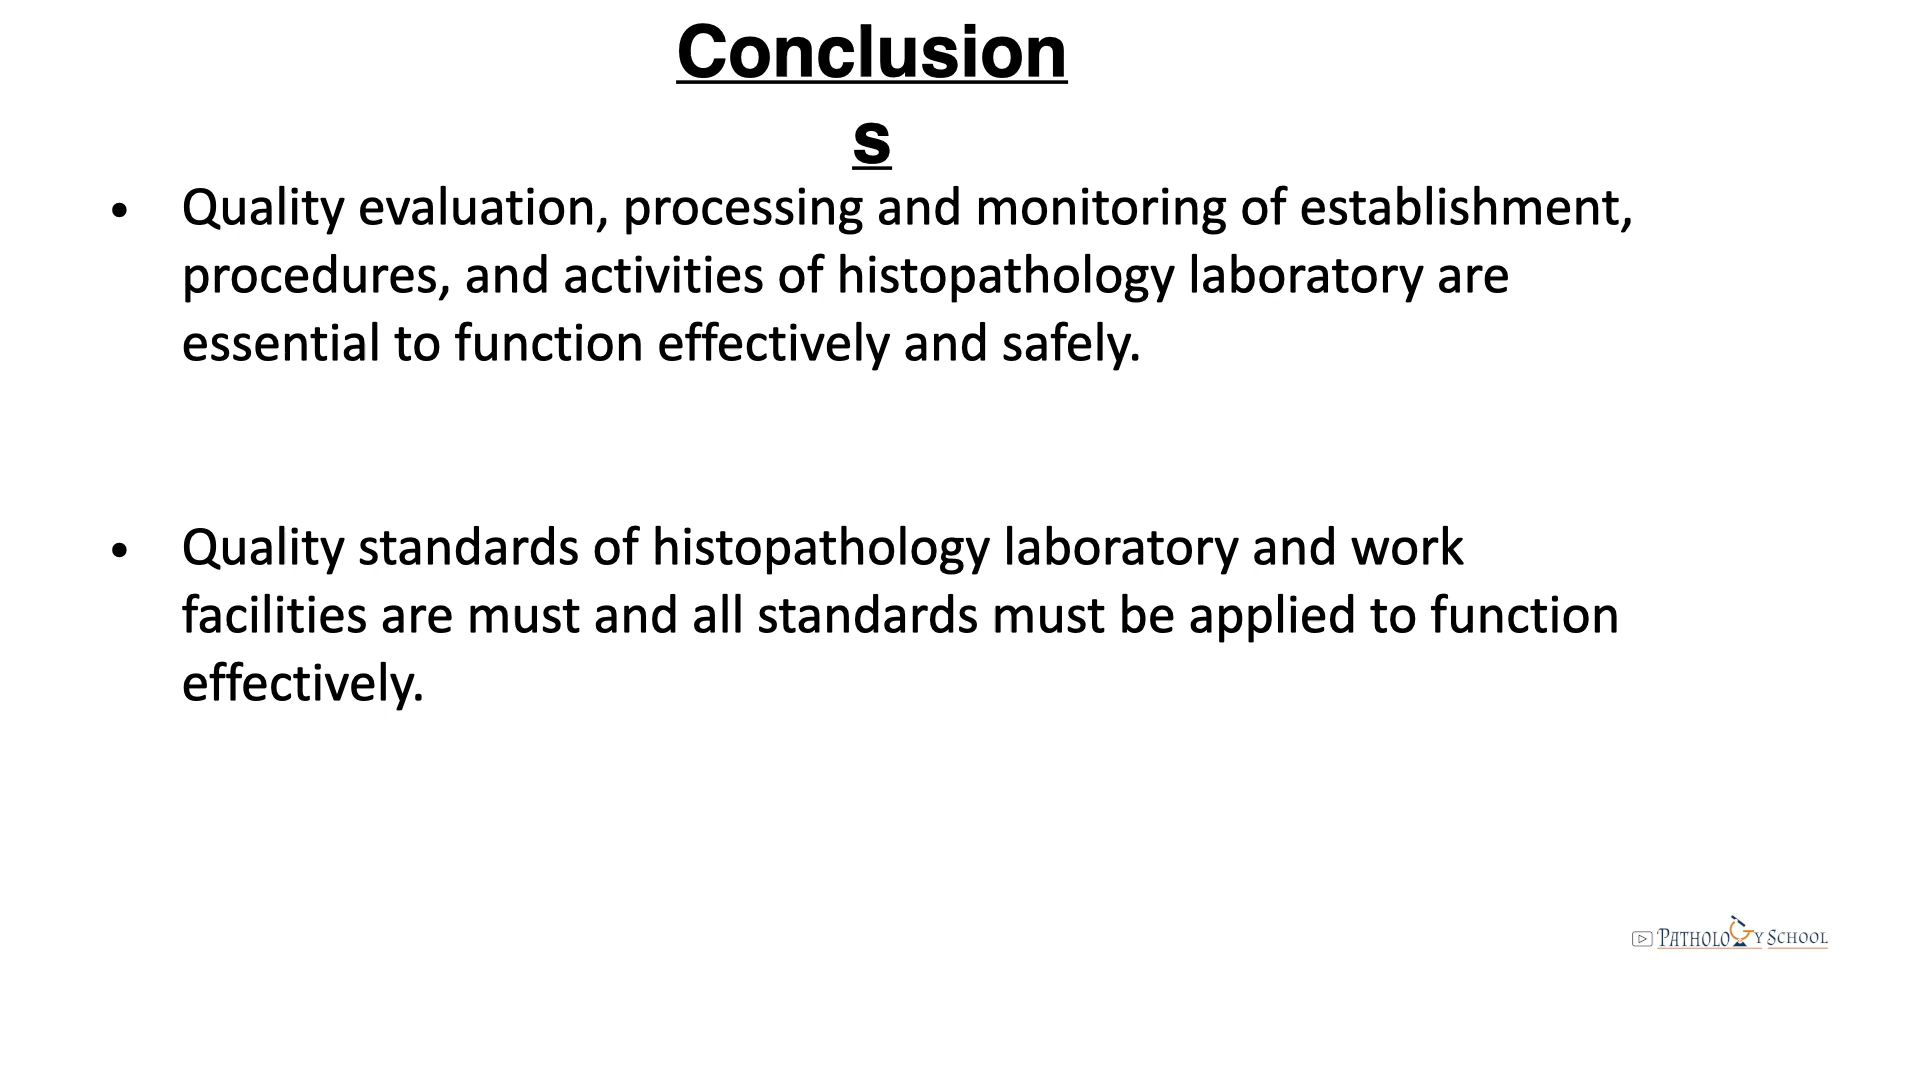 Conclusion
s
• Quality evaluation, processing and monitoring of establishment,
procedures, and activities of histopathology laboratory are
essential to function effectively and safely.
• Quality standards of histopathology laboratory and work
facilities are must and all standards must be applied to function
effectively.
PATHOLOGY SCHOOL